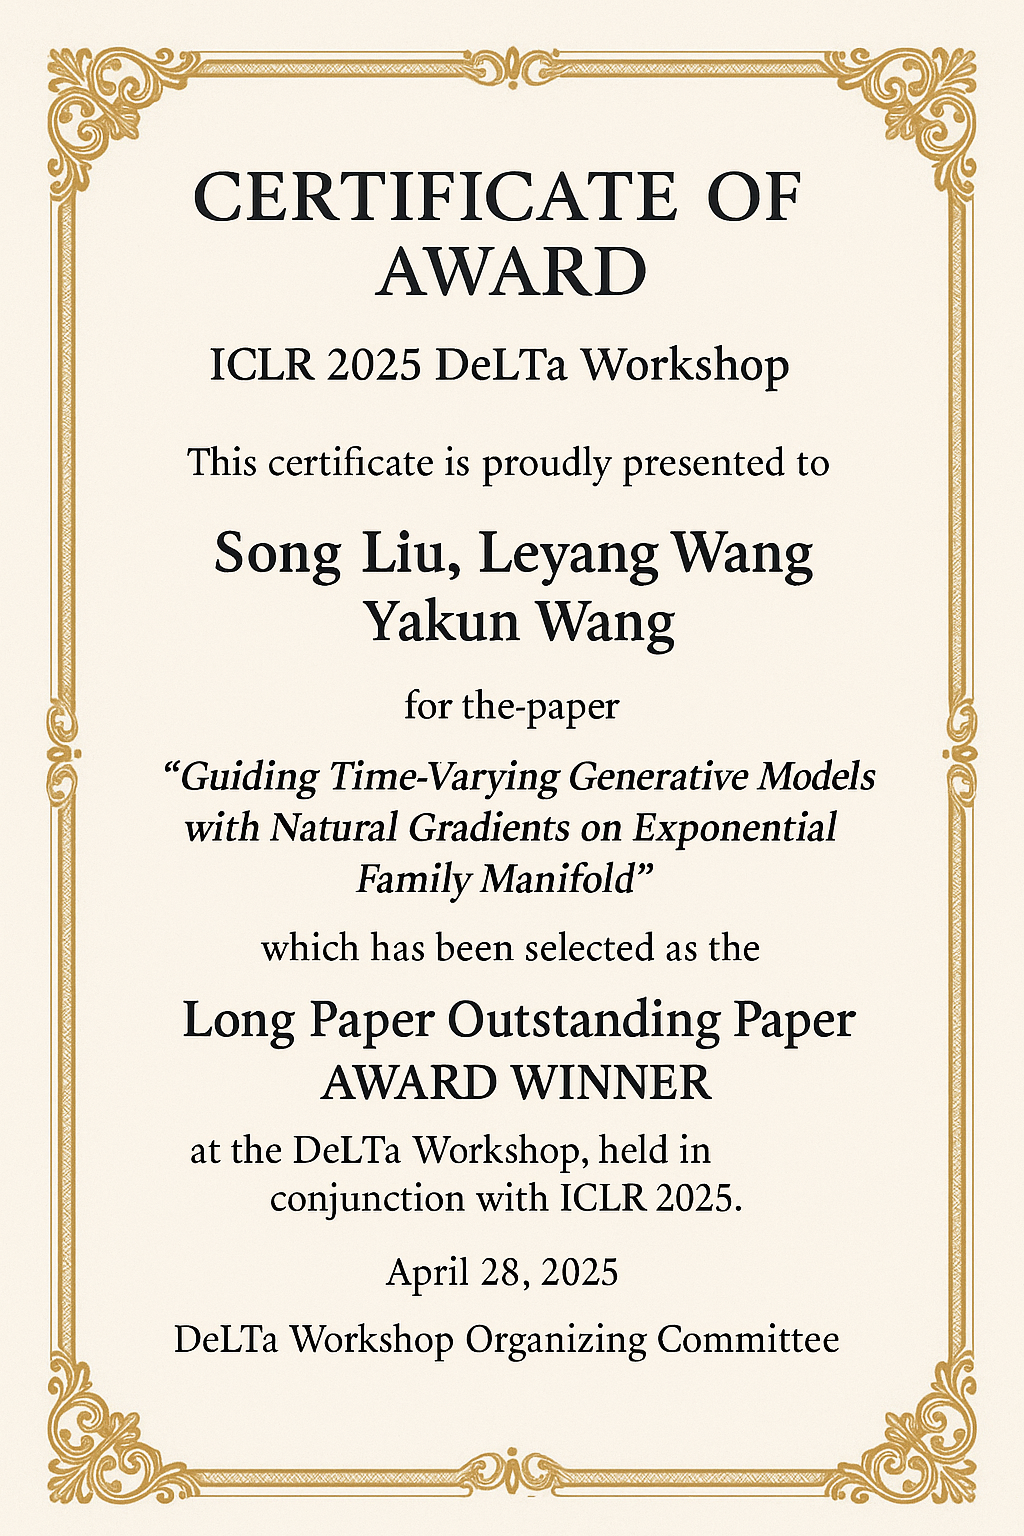 CERTIFICATE OF
AWARD
ICLR 2025 DeLTa Workshop
This certificate is proudly presented to
Song Liu, Leyang Wang
Yakun Wang
for the-paper
“Guiding Time-Varying Generative Models
with Natural Gradients on Exponential
Family Manifold”
which has been selected as the
Long Paper Outstanding Paper
AWARD WINNER
at the DeLTa Workshop, held in
conjunction with ICLR 2025.
April 28, 2025
DeLTa Workshop Organizing Committee